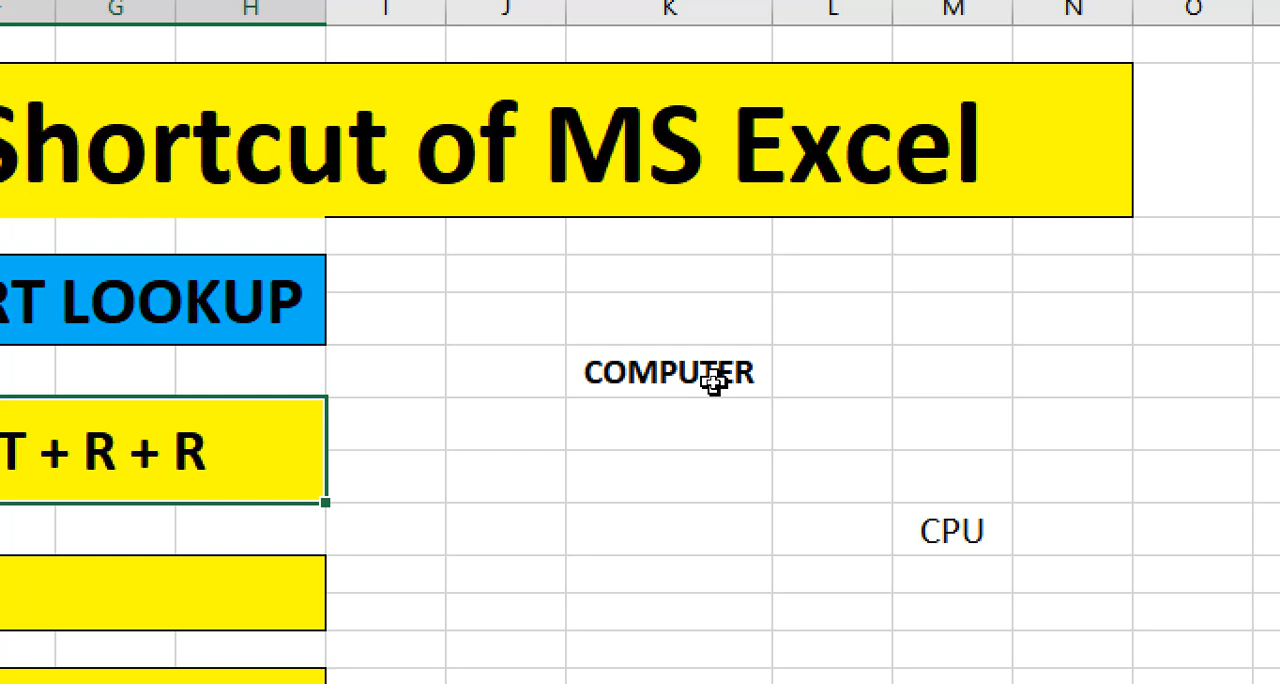 G H I J K L M N O
Shortcut of MS Excel
RT LOOKUP
COMPUTER
T + R + R
CPU